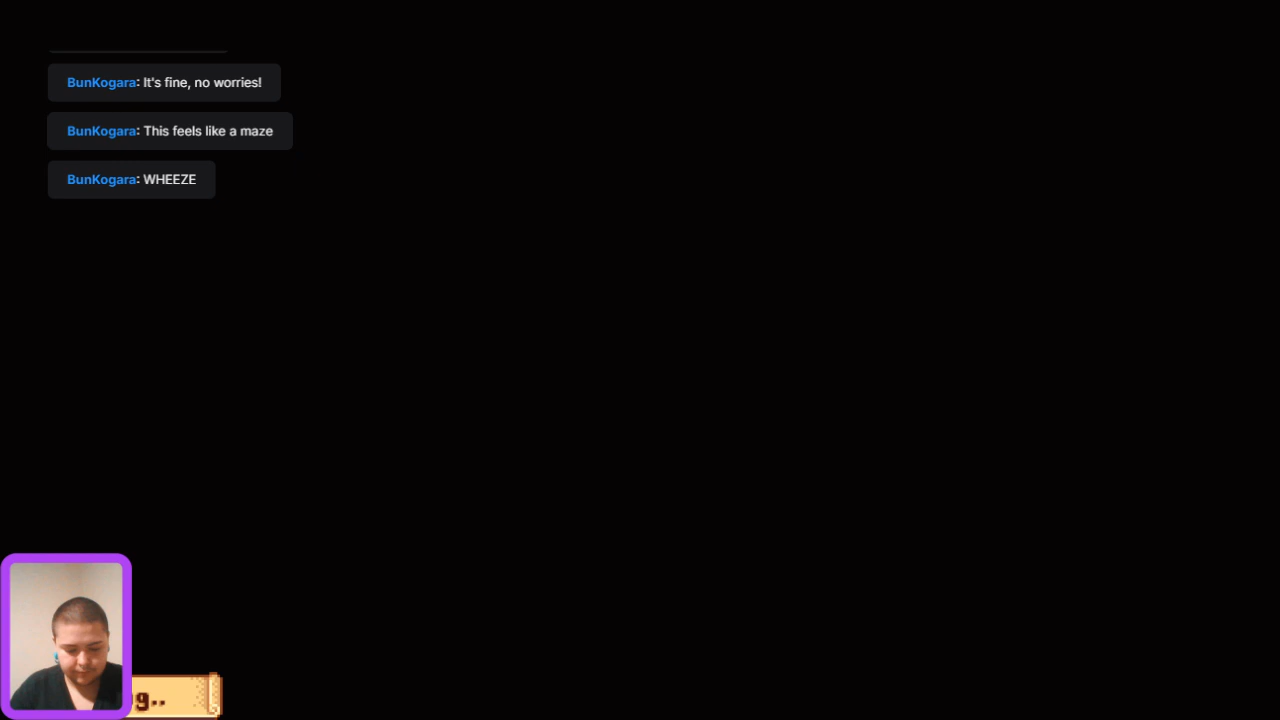 BunKogara: It's fine, no worries!
BunKogara: This feels like a maze
BunKogara: WHEEZE
g..